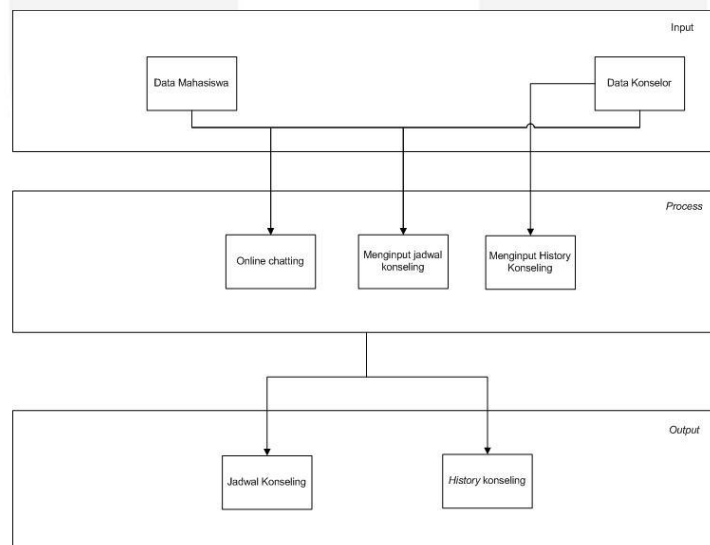 Input
Data Mahasiswa
Data Konselor
Process
Online chatting
Menginput jadwal
konseling
Menginput History
Konseling
Output
Jadwal Konseling
History konseling